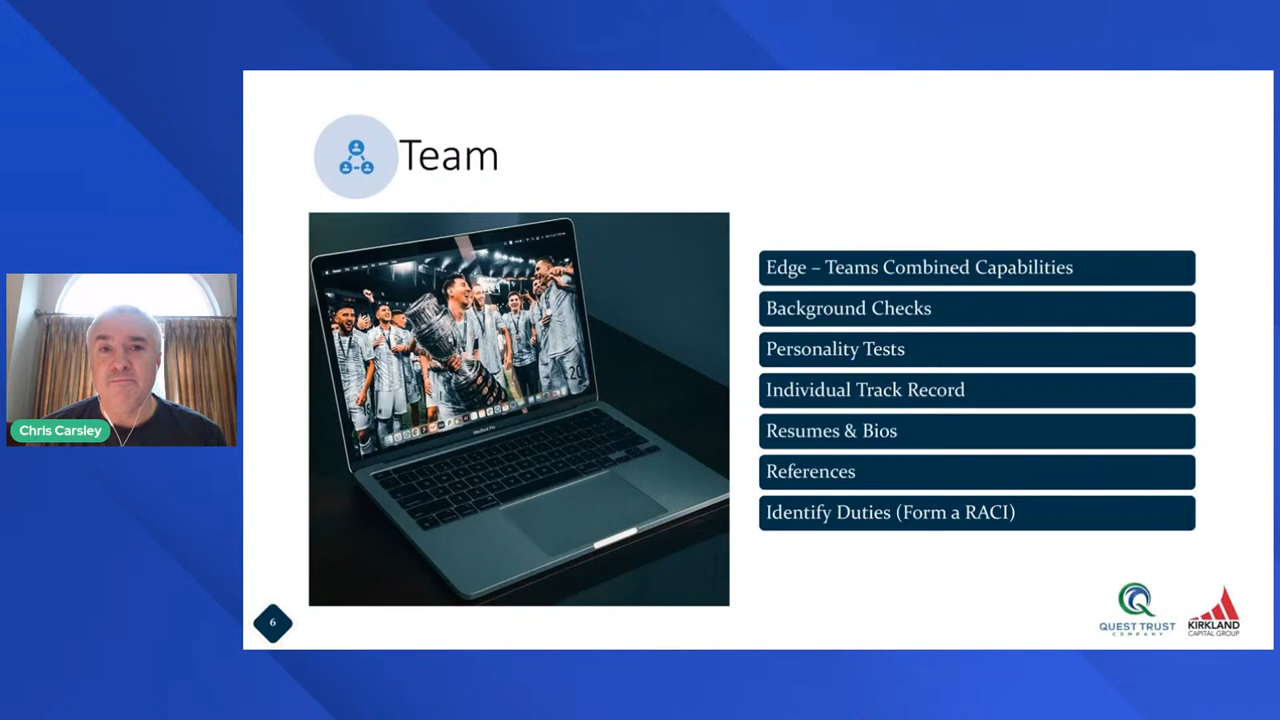 Team
Edge – Teams Combined Capabilities
Background Checks
Personality Tests
Individual Track Record
Resumes & Bios
References
Identify Duties (Form a RACI)
Chris Carsley
MacBook Pro
20
6
QUEST TRUST
COMPANY
KIRKLAND
CAPITAL GROUP